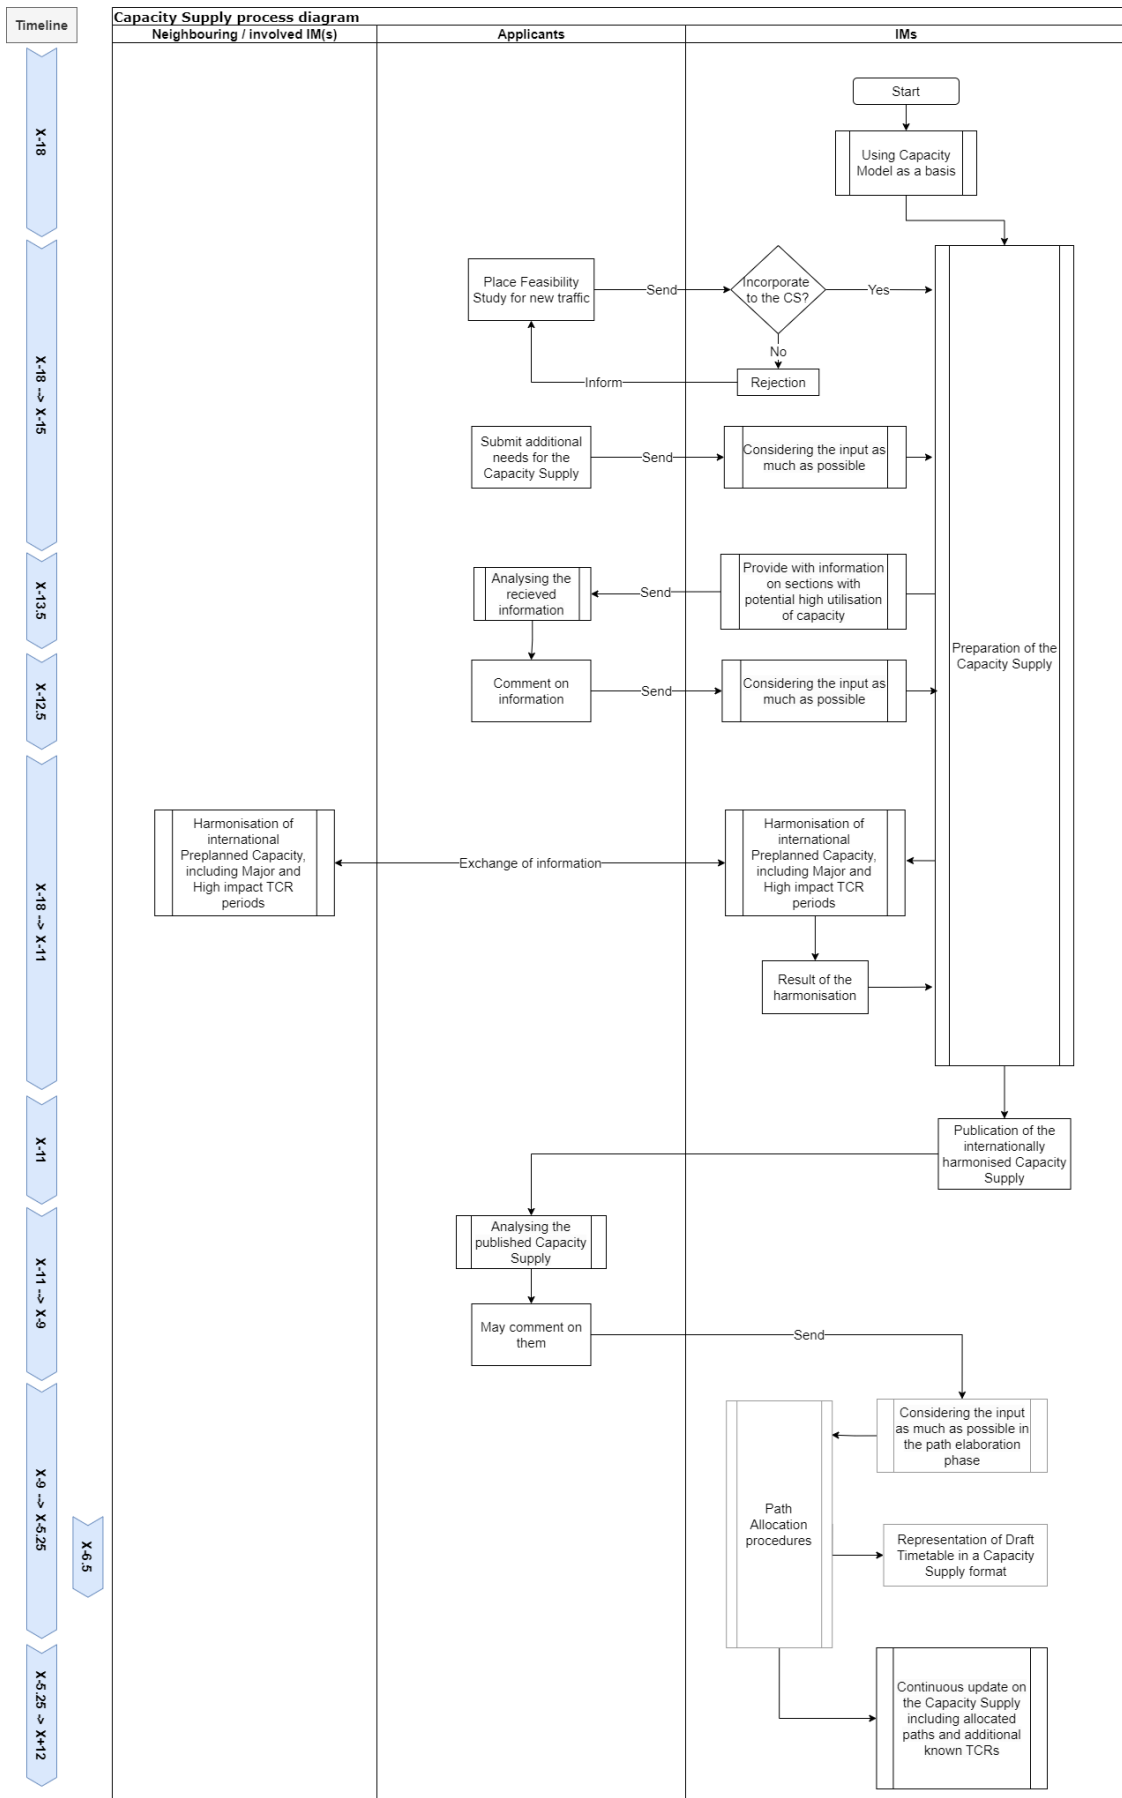 Timeline
Capacity Supply process diagram
Neighbouring / involved IM(s)
Applicants
IMs
X-18
Start
Using Capacity
Model as a basis
X-18 --> X-15
Place Feasibility
Study for new traffic
Send
Incorporate
to the CS?
Yes
No
Inform
Rejection
Submit additional
needs for the
Capacity Supply
Send
Considering the input as
much as possible
X-13.5
Analysing the
recieved
information
Send
Provide with information
on sections with
potential high utilisation
of capacity
Preparation of the
Capacity Supply
X-12.5
Comment on
information
Send
Considering the input as
much as possible
X-18 --> X-11
Harmonisation of
international
Preplanned Capacity,
including Major and
High impact TCR
periods
Exchange of information
Harmonisation of
international
Preplanned Capacity,
including Major and
High impact TCR
periods
Result of the
harmonisation
X-11
Publication of the
internationally
harmonised Capacity
Supply
X-11 --> X-9
Analysing the
published Capacity
Supply
May comment on
them
Send
X-9 --> X-5.25
X-6.5
Considering the input
as much as possible in
the path elaboration
phase
Path
Allocation
procedures
Representation of Draft
Timetable in a Capacity
Supply format
X-5.25 -> X+12
Continuous update on
the Capacity Supply
including allocated
paths and additional
known TCRs